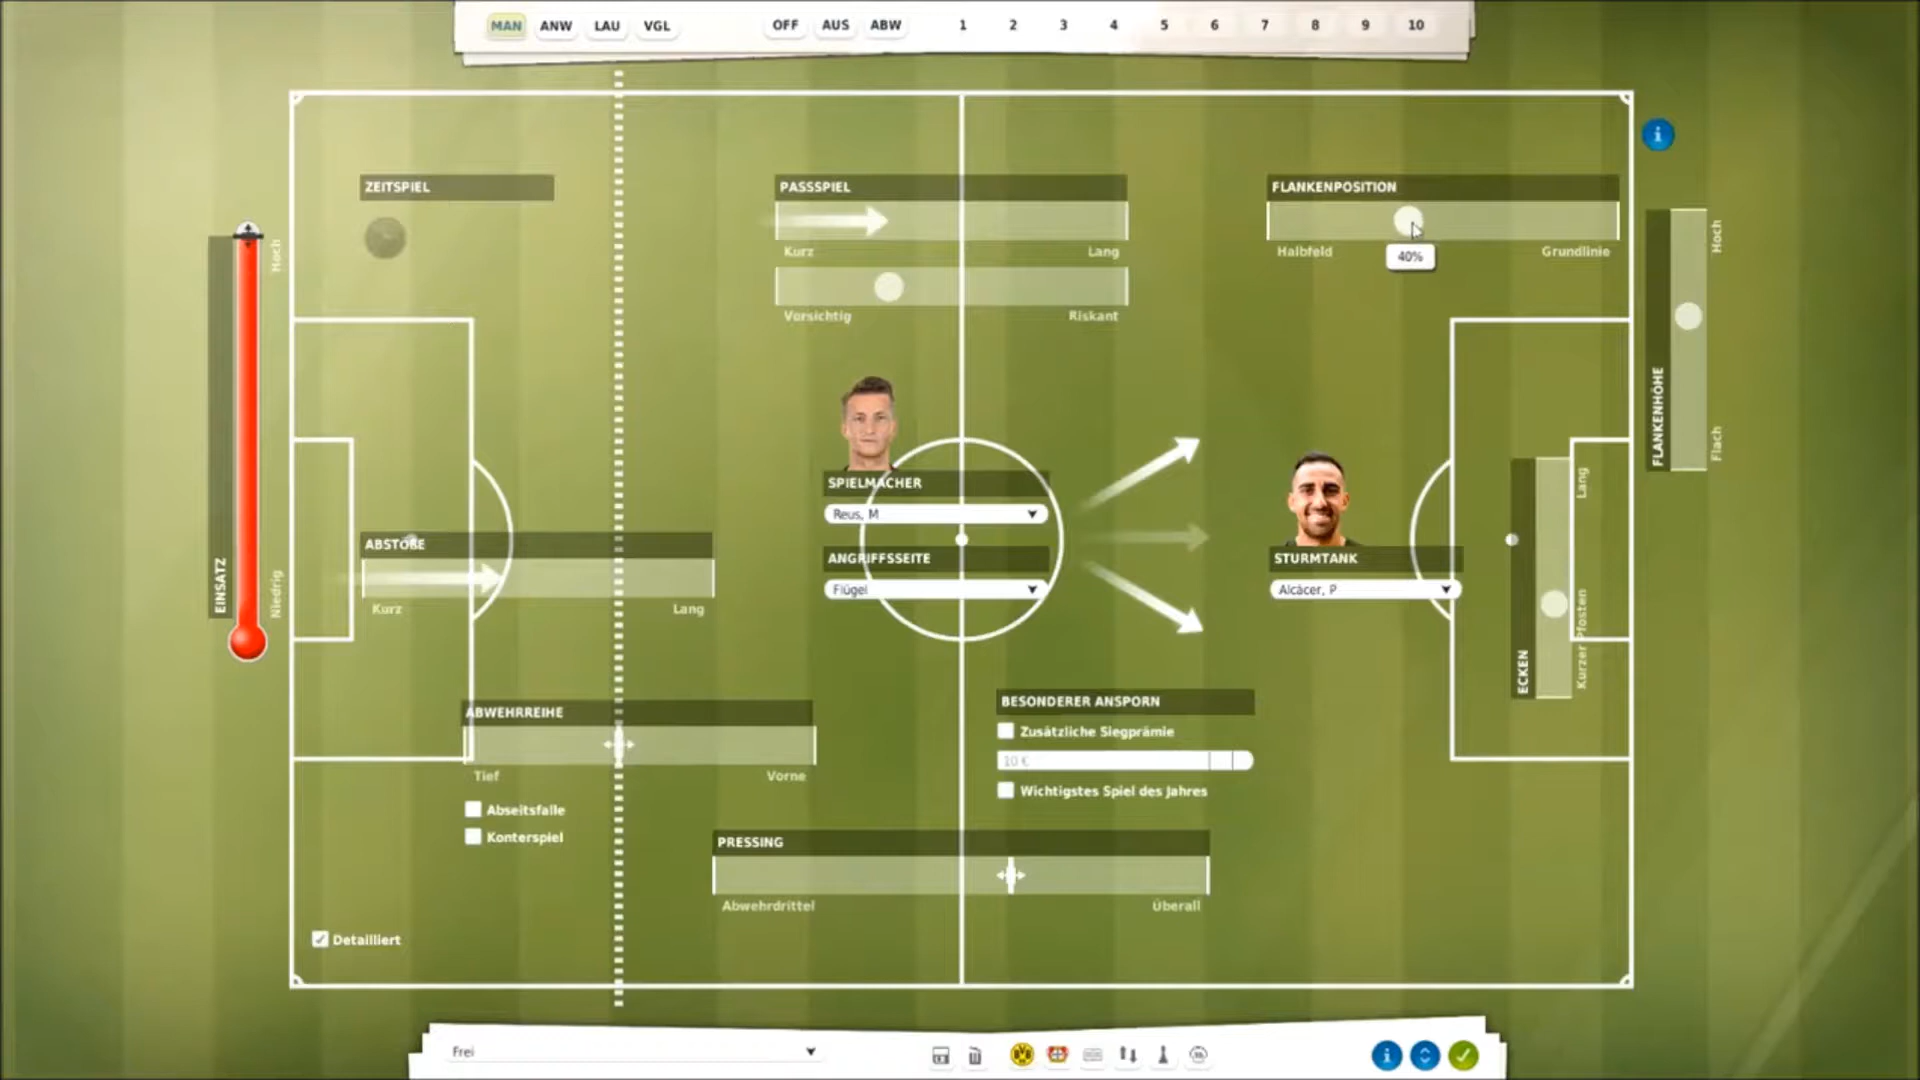 MAN ANW LAU VGL OFF AUS ABW 1 2 3 4 5 6 7 8 9 10
ZEITSPIEL
PASSSPIEL
Kurz Lang
Vorsichtig Riskant
FLANKENPOSITION
Halbfeld Grundlinie
40%
FLANKENHÖHE
Hoch
Flach
EINSATZ
Hoch
Niedrig
SPIELMACHER
Reus, M
ANGRIFFSSEITE
Flügel
STURMTANK
Alcácer, P
ABSTÖßE
Kurz Lang
ECKEN
Lang
Kurzer Pfosten
ABWEHRREIHE
Tief Vorne
Abseitsfalle
Konterspiel
BESONDERER ANSPORN
Zusätzliche Siegprämie
10 €
Wichtigstes Spiel des Jahres
PRESSING
Abwehrdrittel Überall
Detailliert
Frei
BVB